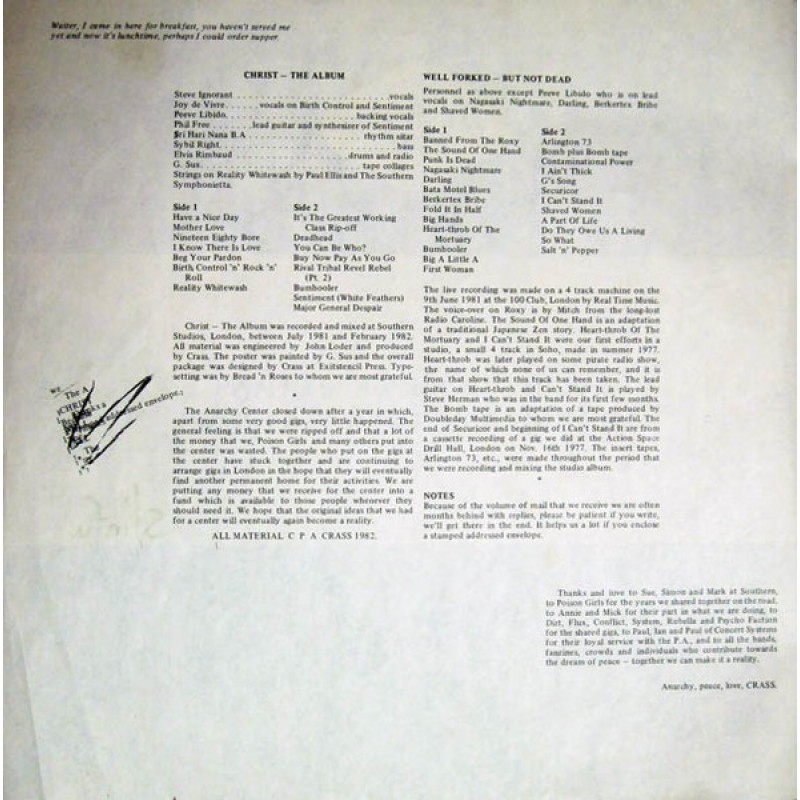 Waiter, I came in here for breakfast, you haven't served me
yet and now it's lunchtime, perhaps I could order supper.
CHRIST – THE ALBUM
Steve Ignorant . . . . . . . . . . . . . . . . . . . . . . . . . . .vocals
Joy de Vivre. . . . . . vocals on Birth Control and Sentiment
Peeve Libido. . . . . . . . . . . . . . . . . . . . . . .backing vocals
Phil Free . . . . . . .lead guitar and synthesizer of Sentiment
Sri Hari Nana B.A . . . . . . . . . . . . . . . . . . . . rhythm sitar
Sybil Right. . . . . . . . . . . . . . . . . . . . . . . . . . . . . . bass
Elvis Rimbaud . . . . . . . . . . . . . . . . . .drums and radio
G. Sus. . . . . . . . . . . . . . . . . . . . . . . . . . tape collages
Strings on Reality Whitewash by Paul Ellis and The Southern
Symphonietta.
Side 1
Have a Nice Day
Mother Love
Nineteen Eighty Bore
I Know There Is Love
Beg Your Pardon
Birth Control 'n' Rock 'n'
Roll
Reality Whitewash
Side 2
It's The Greatest Working
Class Rip-off
Deadhead
You Can Be Who?
Buy Now Pay As You Go
Rival Tribal Revel Rebel
(Pt. 2)
Bumhooler
Sentiment (White Feathers)
Major General Despair
Christ – The Album was recorded and mixed at Southern
Studios, London, between July 1981 and February 1982.
All material was engineered by John Loder and produced
by Crass. The poster was painted by G. Sus and the overall
package was designed by Crass at Exitstencil Press. Type-
setting was by Bread 'n Roses to whom we are most grateful.
*
The Anarchy Center closed down after a year in which,
apart from some very good gigs, very little happened. The
general feeling is that we were ripped off and that a lot of
the money that we, Poison Girls and many others put into
the center was wasted. The people who put on the gigs at
the center have stuck together and are continuing to
arrange gigs in London in the hope that they will eventually
find another permanent home for their activities. We are
putting any money that we receive for the center into a
fund which is available to those people whenever they
should need it. We hope that the original ideas that we had
for a center will eventually again become a reality.
ALL MATERIAL C P A CRASS 1982.
we
The A
CHRIS
addressed envelope.
The
WELL FORKED – BUT NOT DEAD
Personnel as above except Peeve Libido who is on lead
vocals on Nagasaki Nightmare, Darling, Berkertex Bribe
and Shaved Women.
Side 1
Banned From The Roxy
The Sound Of One Hand
Punk Is Dead
Nagasaki Nightmare
Darling
Bata Motel Blues
Berkertex Bribe
Fold It In Half
Big Hands
Heart-throb Of The
Mortuary
Bumhooler
Big A Little A
First Woman
Side 2
Arlington 73
Bomb plus Bomb tape
Contaminational Power
I Ain't Thick
G's Song
Securicor
I Can't Stand It
Shaved Women
A Part Of Life
Do They Owe Us A Living
So What
Salt 'n' Pepper
The live recording was made on a 4 track machine on the
9th June 1981 at the 100 Club, London by Real Time Music.
The voice-over on Roxy is by Mitch from the long-lost
Radio Caroline. The Sound Of One Hand is an adaptation
of a traditional Japanese Zen story. Heart-throb Of The
Mortuary and I Can't Stand It were our first efforts in a
studio, a small 4 track in Soho, made in summer 1977.
Heart-throb was later played on some pirate radio show,
the name of which none of us can remember, and it is
from that show that this track has been taken. The lead
guitar on Heart-throb and Can't Stand It is played by
Steve Herman who was in the band for its first few months.
The Bomb tape is an adaptation of a tape produced by
Doubleday Multimedia to whom we are most grateful. The
end of Securicor and beginning of I Can't Stand It are from
a cassette recording of a gig we did at the Action Space
Drill Hall, London on Nov. 16th 1977. The insert tapes,
Arlington 73, etc., were made throughout the period that
we were recording and mixing the studio album.
*
NOTES
Because of the volume of mail that we receive we are often
months behind with replies, please be patient if you write,
we'll get there in the end. It helps us a lot if you enclose
a stamped addressed envelope.
Thanks and love to Sue, Simon and Mark at Southern,
to Poison Girls for the years we shared together on the road,
to Annie and Mick for their part in what we are doing, to
Dirt, Flux, Conflict, System, Rubella and Psycho Faction
for the shared gigs, to Paul, Ian and Paul of Concert Systems
for their loyal service with the P.A., and to all the bands,
fanzines, crowds and individuals who contribute towards
the dream of peace – together we can make it a reality.
Anarchy, peace, love, CRASS.